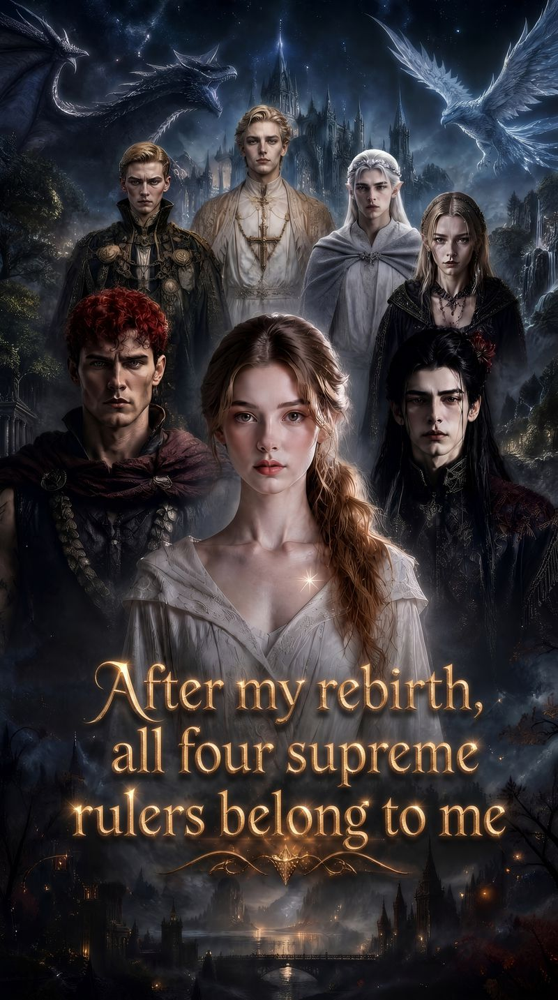 After my rebirth,
all four supreme
rulers belong to me